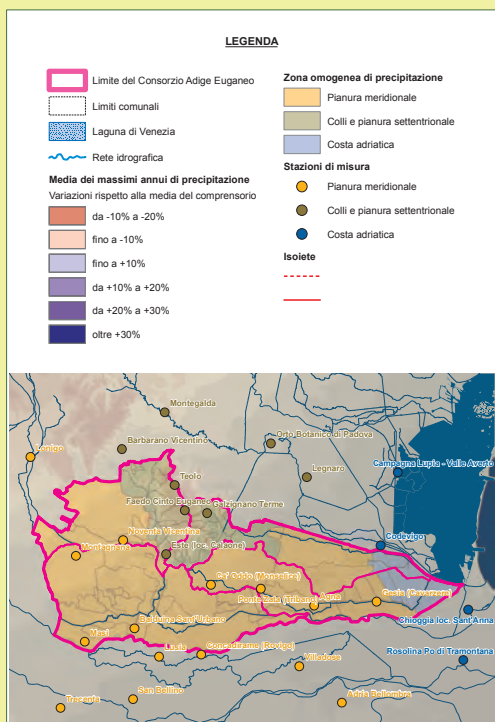 LEGENDA
Limite del Consorzio Adige Euganeo
Limiti comunali
Laguna di Venezia
Rete idrografica
Media dei massimi annui di precipitazione
Variazioni rispetto alla media del comprensorio
da -10% a -20%
fino a -10%
fino a +10%
da +10% a +20%
da +20% a +30%
oltre +30%
Zona omogenea di precipitazione
Pianura meridionale
Colli e pianura settentrionale
Costa adriatica
Stazioni di misura
Pianura meridionale
Colli e pianura settentrionale
Costa adriatica
Isoiete
Montegalda
Lonigo
Barbarano Vicentino
Orto Botanico di Padova
Campagna Lupia - Valle Averto
Teolo
Legnaro
Faedo Cinto Euganeo
Galzignano Terme
Noventa Vicentina
Codevigo
Montagnana
Este (loc. Calaone)
Ca' Oddo (Monselice)
Ponte Zata (Tribano)
Agna
Gesia (Cavarzere)
Chioggia loc. Sant'Anna
Balduina Sant'Urbano
Masi
Lusia
Concadirame (Rovigo)
Villadose
Rosolina Po di Tramontana
San Bellino
Trecenta
Adria Bellombra